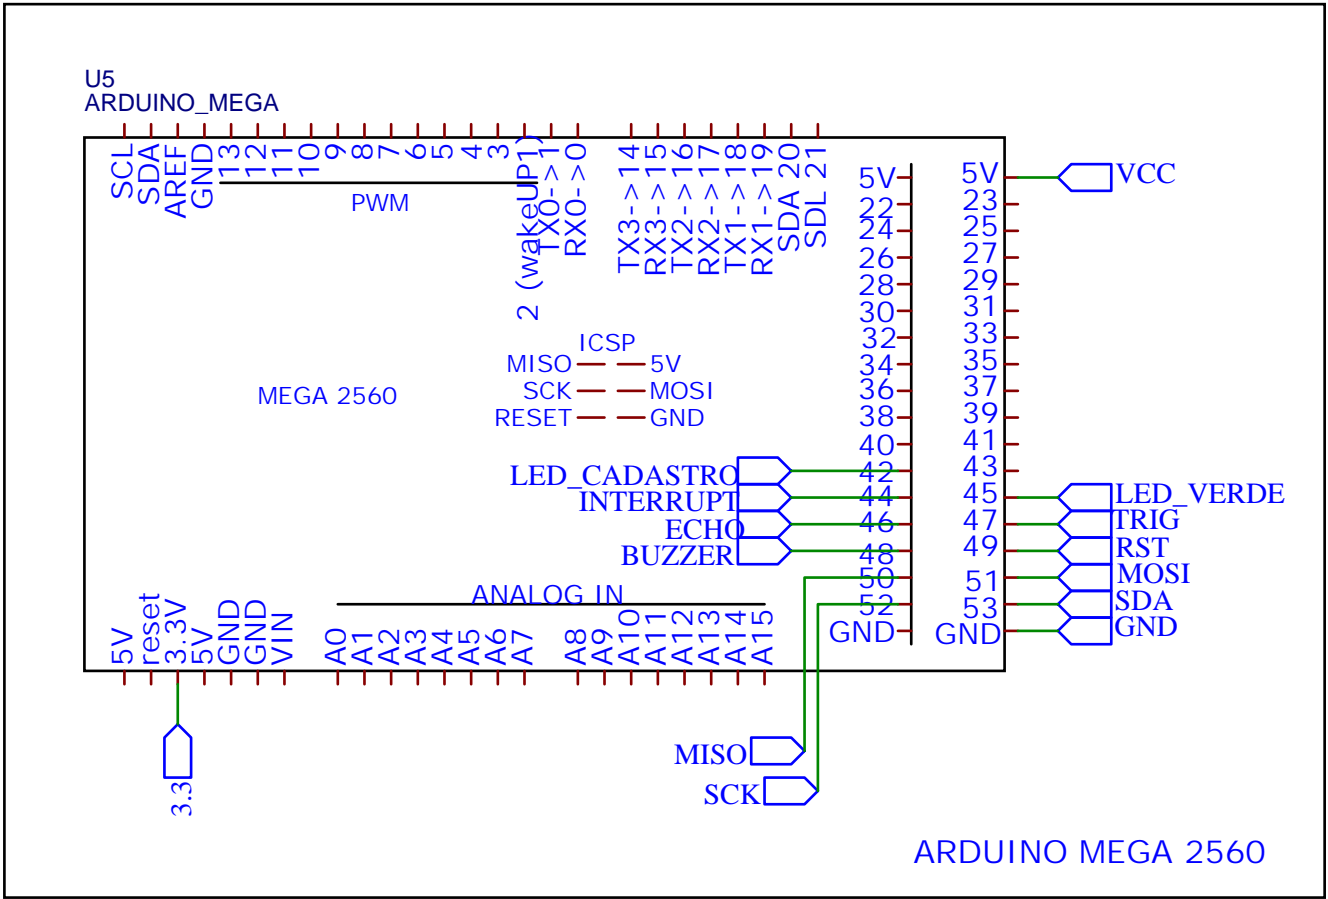 U5
ARDUINO_MEGA
SCL
SDA
AREF
GND
13
12
11
10
9
8
7
6
5
4
3
2 (wakeUP1)
TX0->1
RX0->0
TX3->14
RX3->15
TX2->16
RX2->17
TX1->18
RX1->19
SDA 20
SDL 21
PWM
5V
22
24
26
28
30
32
34
36
38
40
42
44
46
48
50
52
GND
5V
23
25
27
29
31
33
35
37
39
41
43
45
47
49
51
53
GND
VCC
ICSP
MISO
5V
SCK
MOSI
RESET
GND
MEGA 2560
LED_CADASTRO
INTERRUPT
ECHO
BUZZER
LED_VERDE
TRIG
RST
MOSI
SDA
GND
ANALOG IN
5V
reset
3.3V
5V
GND
GND
VIN
A0
A1
A2
A3
A4
A5
A6
A7
A8
A9
A10
A11
A12
A13
A14
A15
3.3
MISO
SCK
ARDUINO MEGA 2560